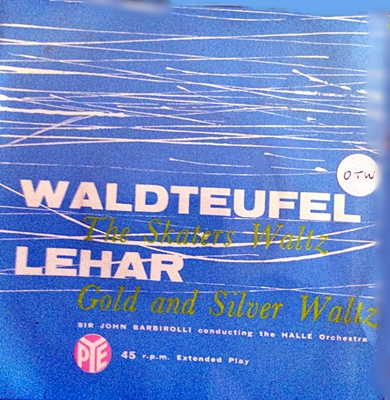 OTW
WALDTEUFEL
The Skaters Waltz
LEHAR
Gold and Silver Waltz
SIR JOHN BARBIROLLI conducting the HALLE Orchestra
PYE
45 r.p.m. Extended Play